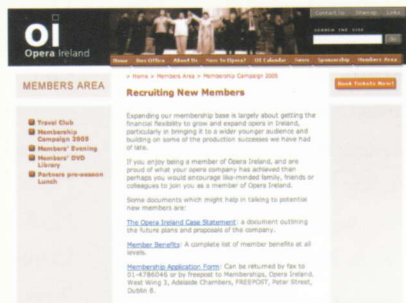 Contact Us Sitemap Links
SEARCH THE SITE
oi
Opera Ireland
Home Box Office About Us New To Opera? OI Calendar News Sponsorship Members Area
> Home > Members Area > Membership Campaign 2005
MEMBERS AREA
Recruiting New Members
Book Tickets Now!
Travel Club
Membership
Campaign 2005
Members' Evening
Members' DVD
Library
Partners pre-season
Lunch
Expanding our membership base is largely about getting the
financial flexibility to grow and expand opera in Ireland,
particularly in bringing it to a wider younger audience and
building on some of the production successes we have had
of late.
If you enjoy being a member of Opera Ireland, and are
proud of what your opera company has achieved then
perhaps you would encourage like-minded family, friends or
colleagues to join you as a member of Opera Ireland.
Some documents which might help in talking to potential
new members are:
The Opera Ireland Case Statement: a document outlining
the future plans and proposals of the company.
Member Benefits: A complete list of member benefits at all
levels.
Membership Application Form: Can be returned by fax to
01-4786046 or by freepost to Memberships, Opera Ireland,
West Wing 3, Adelaide Chambers, FREEPOST, Peter Street,
Dublin 8.